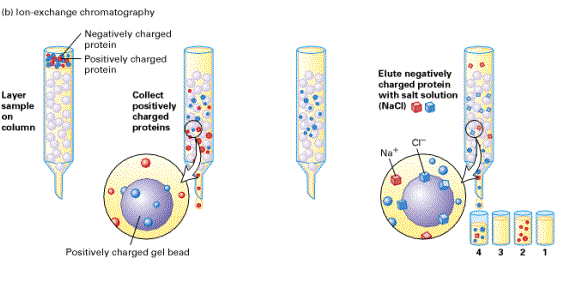 (b) Ion-exchange chromatography
Negatively charged
protein
Positively charged
protein
Layer
sample
on
column
Collect
positively
charged
proteins
Positively charged gel bead
Elute negatively
charged protein
with salt solution
(NaCl)
Na⁺
Cl⁻
4 3 2 1